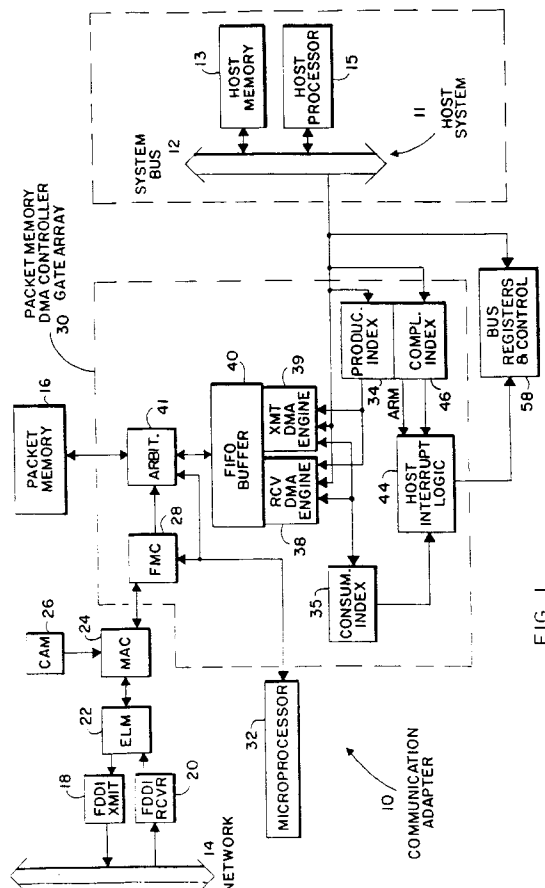 NETWORK
14
FDDI
XMIT
18
FDDI
RCVR
20
ELM
22
MAC
24
CAM
26
FMC
28
PACKET MEMORY
DMA CONTROLLER
GATE ARRAY
30
PACKET
MEMORY
16
ARBIT.
41
FIFO
BUFFER
40
RCV
DMA
ENGINE
38
XMT
DMA
ENGINE
39
PRODUC.
INDEX
34
COMPL.
INDEX
46
ARM
CONSUM.
INDEX
35
HOST
INTERRUPT
LOGIC
44
MICROPROCESSOR
32
10
COMMUNICATION
ADAPTER
SYSTEM
BUS
12
HOST
MEMORY
13
HOST
PROCESSOR
15
11
HOST
SYSTEM
BUS
REGISTERS
& CONTROL
58
FIG. 1